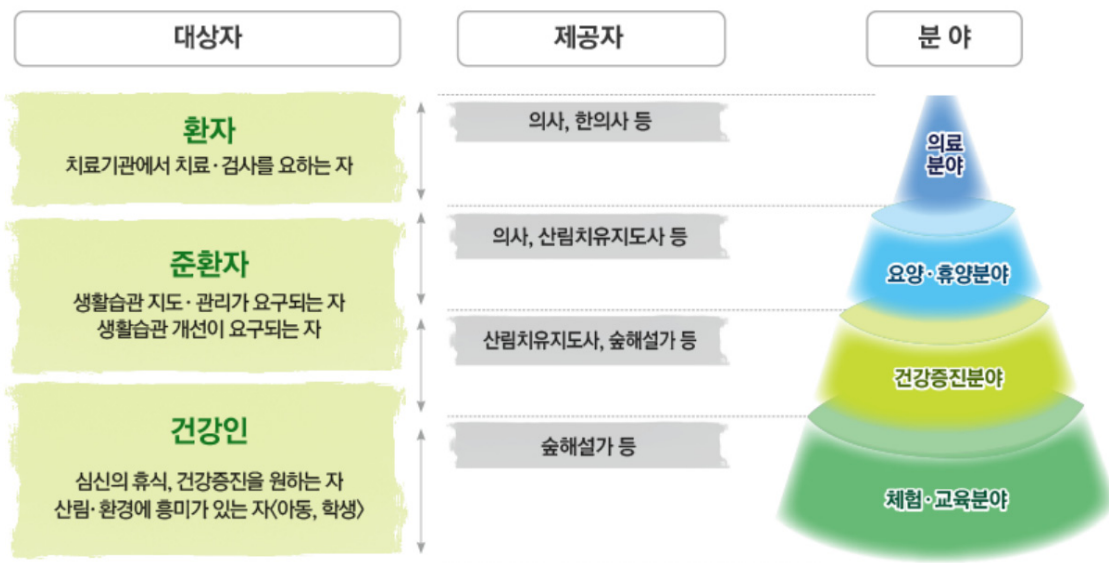 대상자
제공자
분 야
환자
치료기관에서 치료·검사를 요하는 자
의사, 한의사 등
의료
분야
준환자
생활습관 지도·관리가 요구되는 자
생활습관 개선이 요구되는 자
의사, 산림치유지도사 등
요양·휴양분야
산림치유지도사, 숲해설가 등
건강증진분야
건강인
심신의 휴식, 건강증진을 원하는 자
산림·환경에 흥미가 있는 자<아동, 학생>
숲해설가 등
체험·교육분야